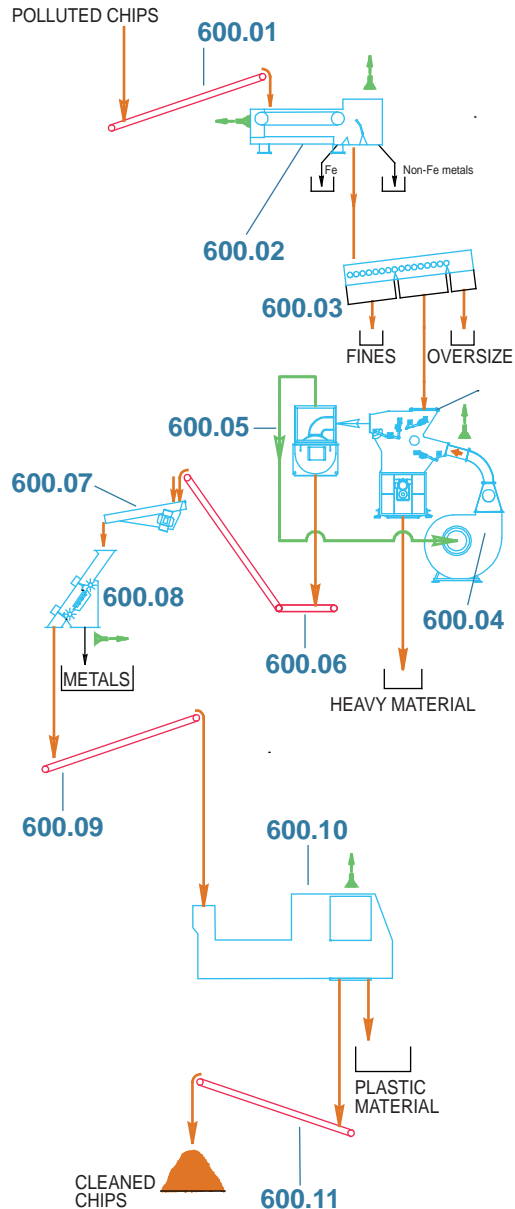 POLLUTED CHIPS
600.01
Fe
Non-Fe metals
600.02
600.03
FINES
OVERSIZE
600.05
600.07
600.08
600.04
600.06
METALS
HEAVY MATERIAL
600.09
600.10
PLASTIC
MATERIAL
CLEANED
CHIPS
600.11